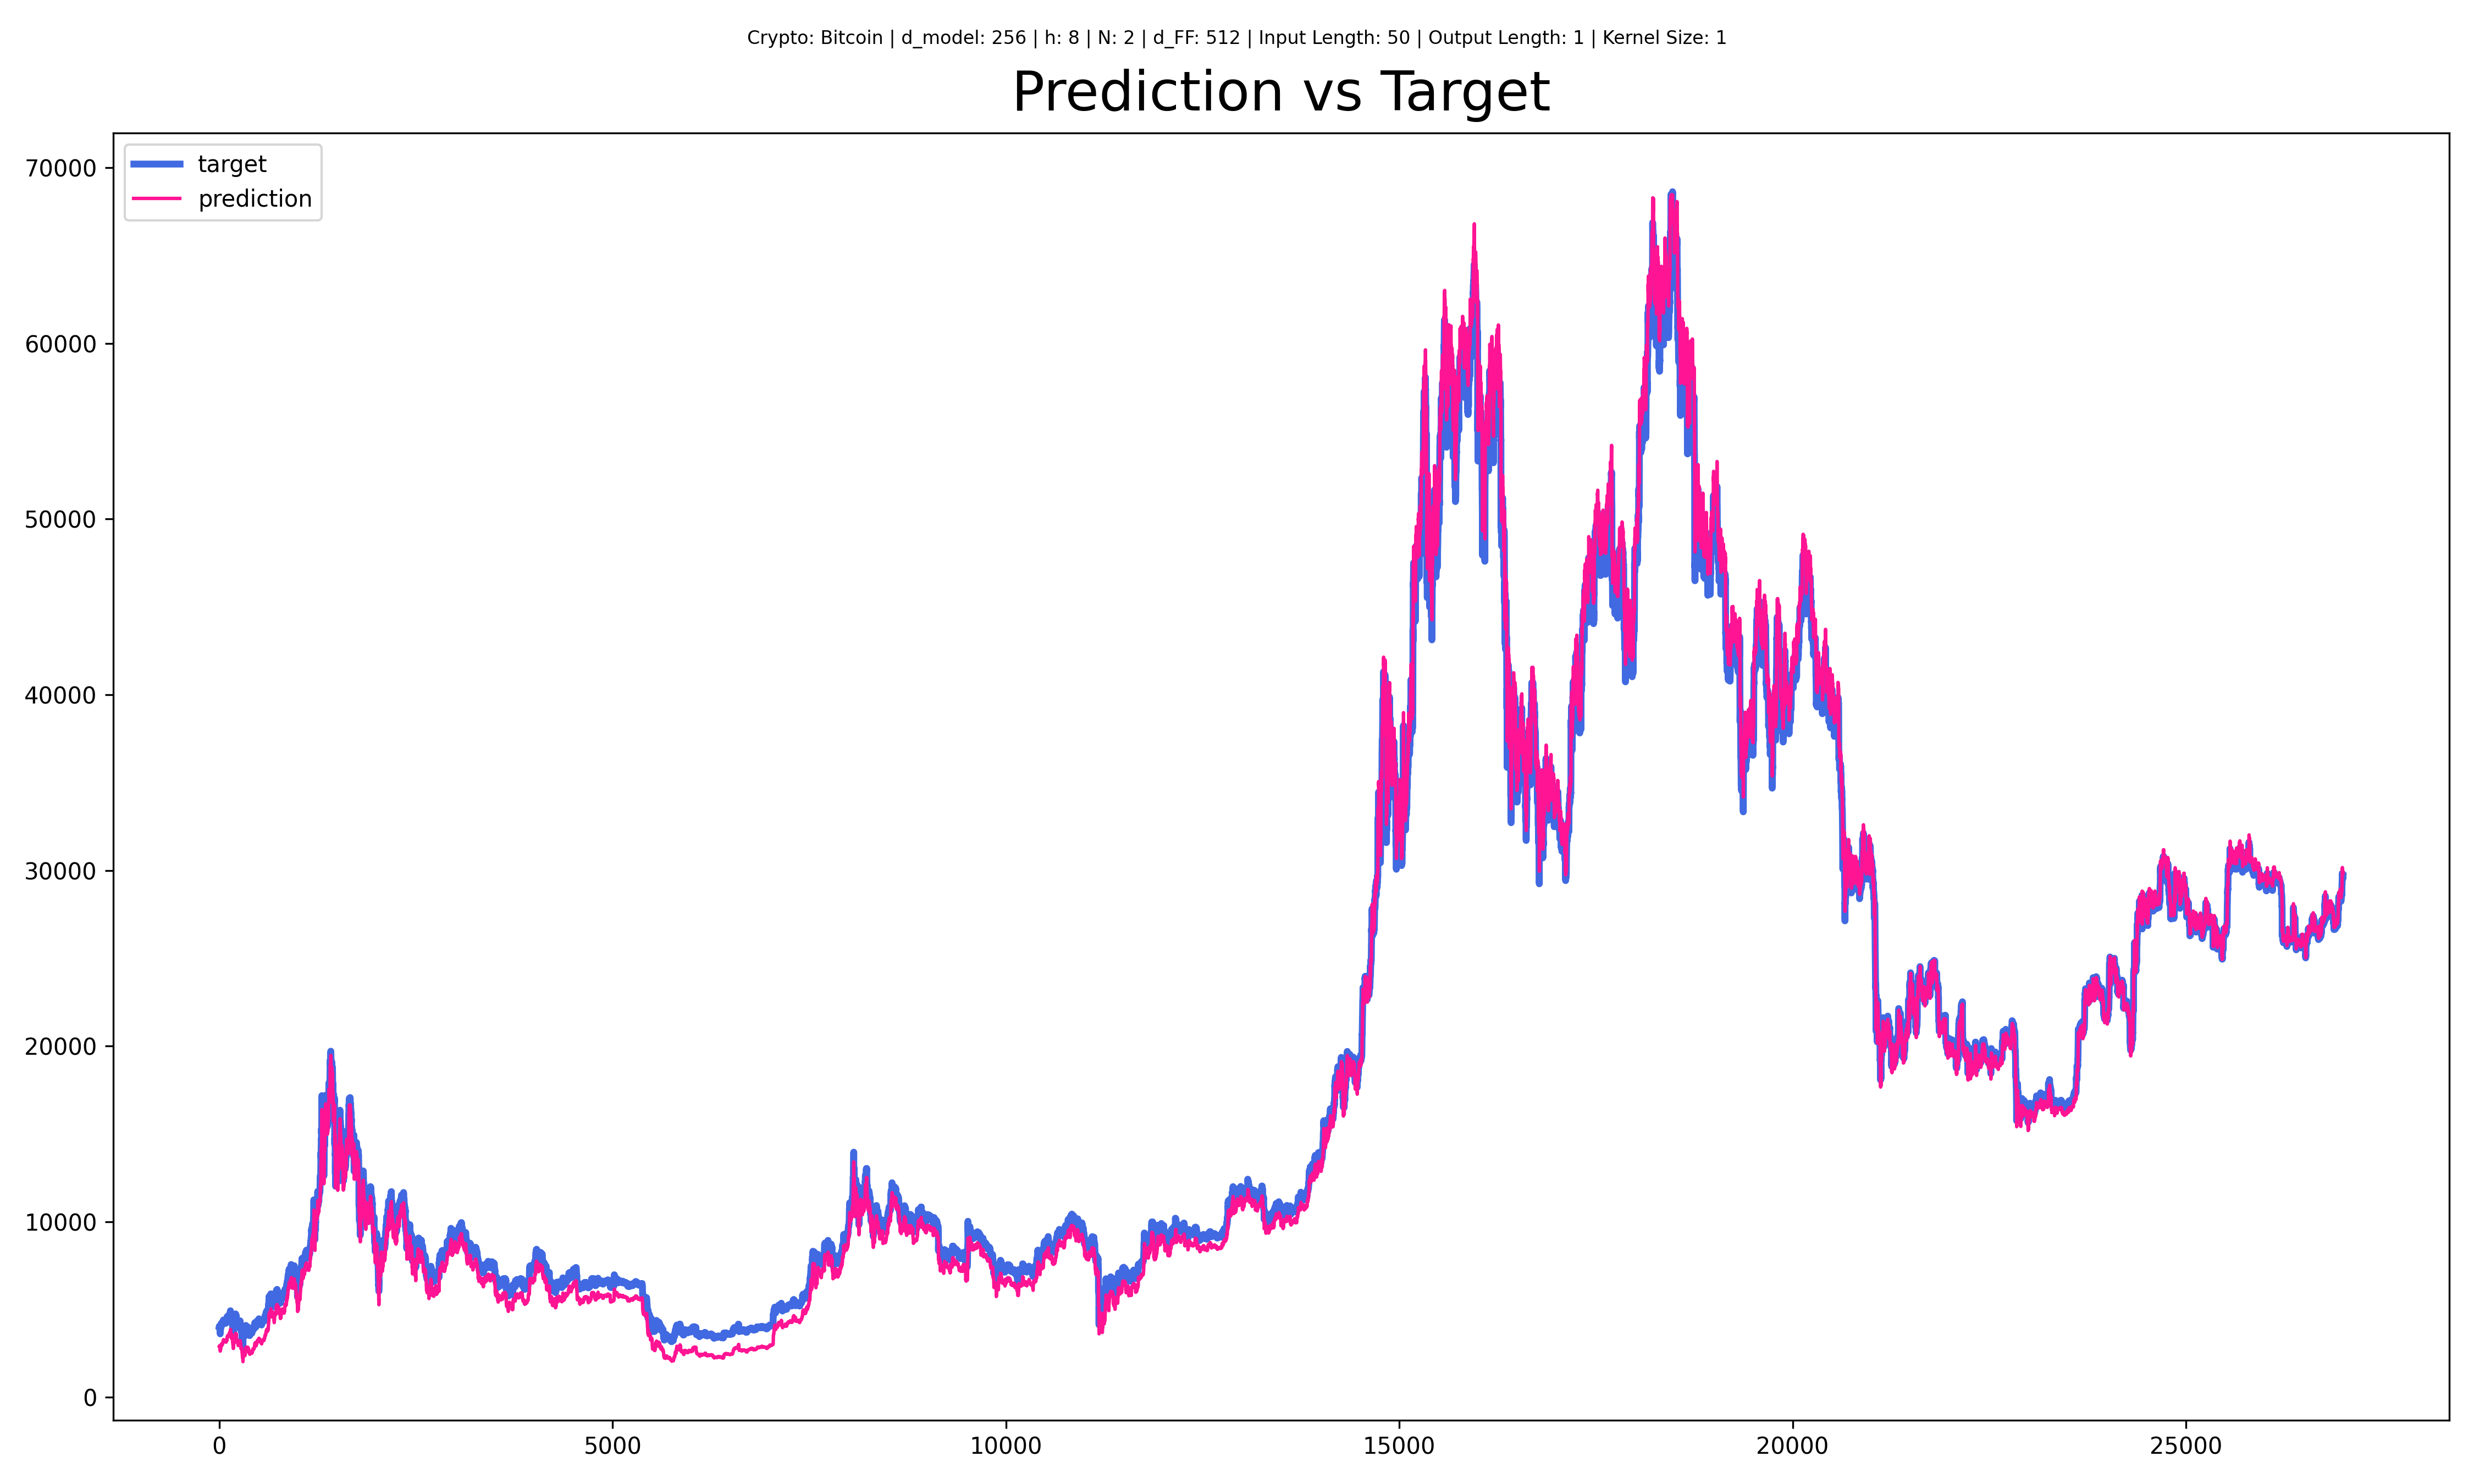 Crypto: Bitcoin | d_model: 256 | h: 8 | N: 2 | d_FF: 512 | Input Length: 50 | Output Length: 1 | Kernel Size: 1
Prediction vs Target
target
prediction
70000
60000
50000
40000
30000
20000
10000
0
0 5000 10000 15000 20000 25000